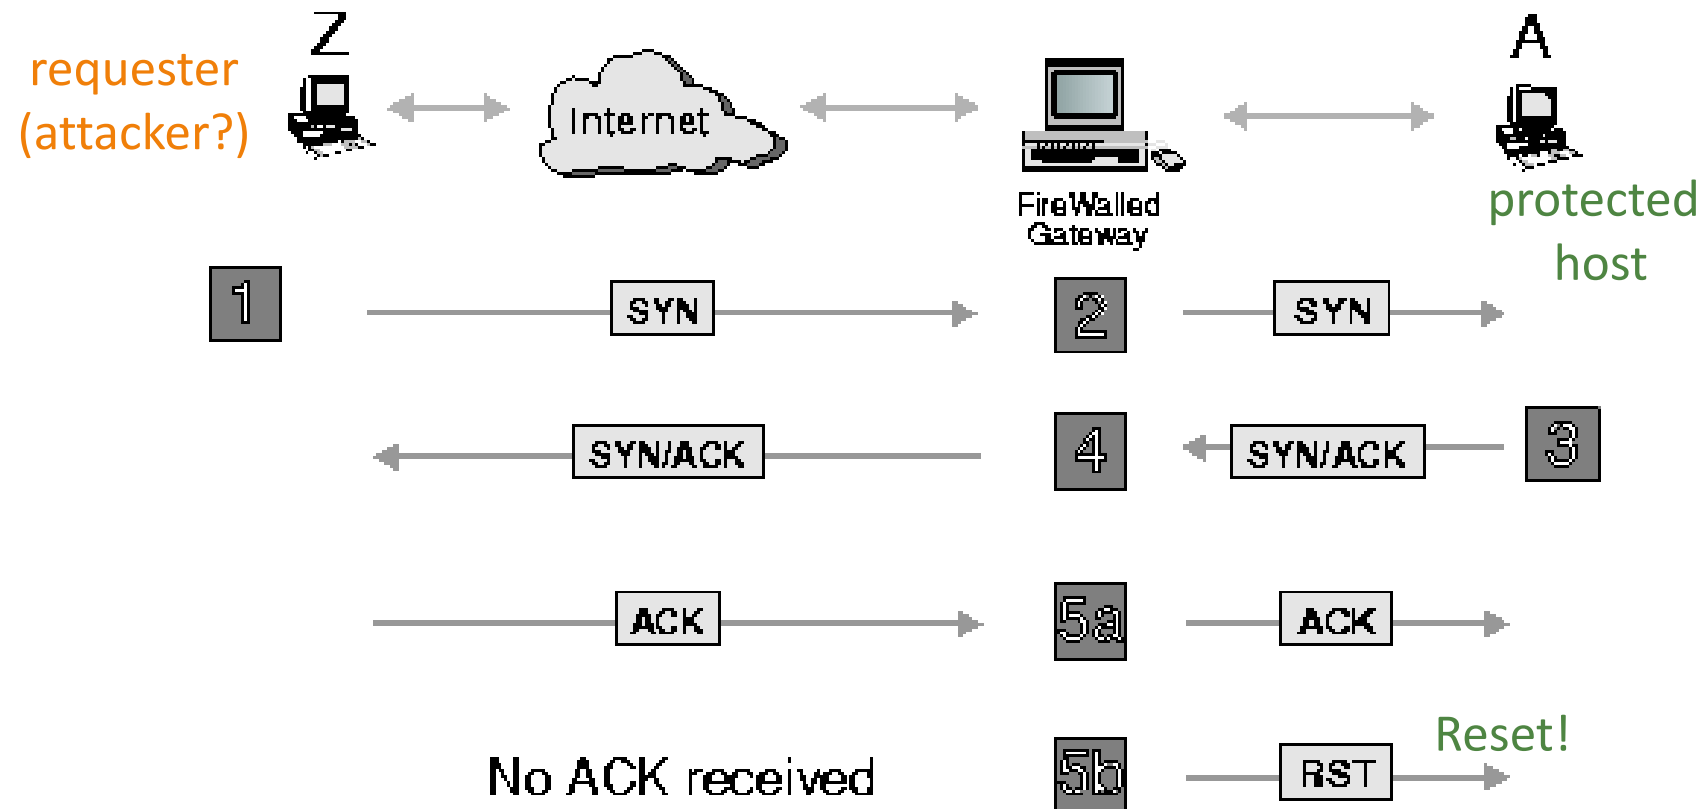 Z
requester
(attacker?)
Internet
FireWalled
Gateway
A
protected
host
1
SYN
2
SYN
SYN/ACK
4
SYN/ACK
3
ACK
5a
ACK
No ACK received
5b
RST
Reset!